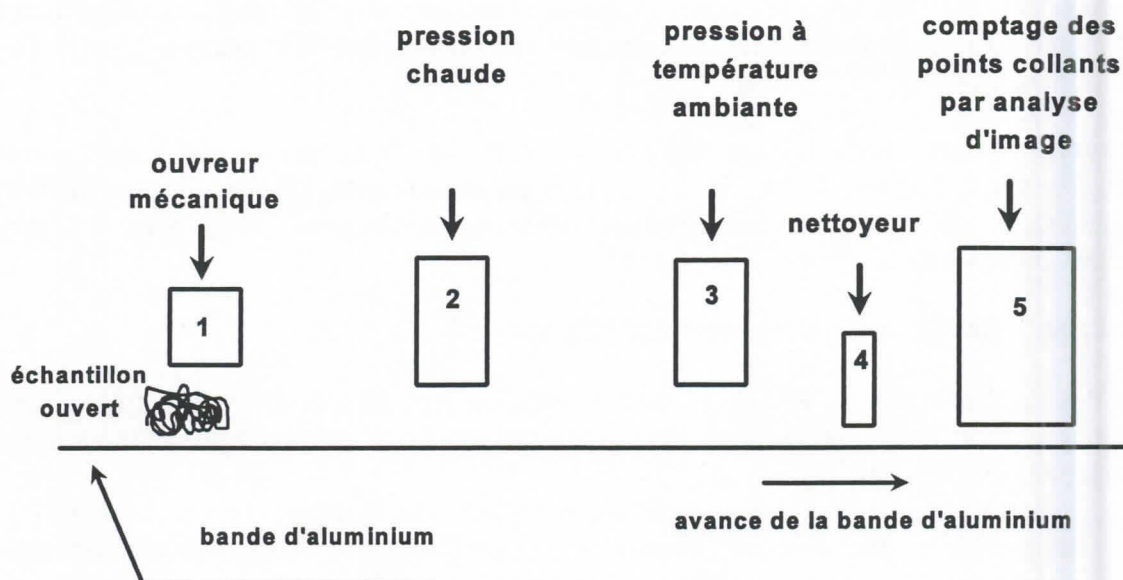 pression
chaude
pression à
température
ambiante
comptage des
points collants
par analyse
d'image
ouvreur
mécanique
nettoyeur
1
2
3
4
5
échantillon
ouvert
bande d'aluminium
avance de la bande d'aluminium